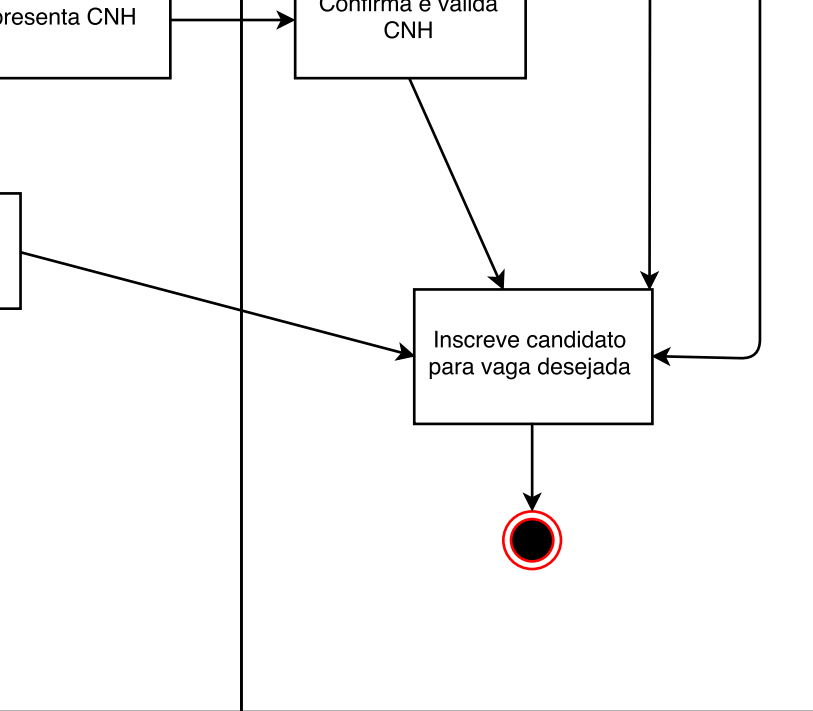 presenta CNH
Confirma e valida
CNH
Inscreve candidato
para vaga desejada